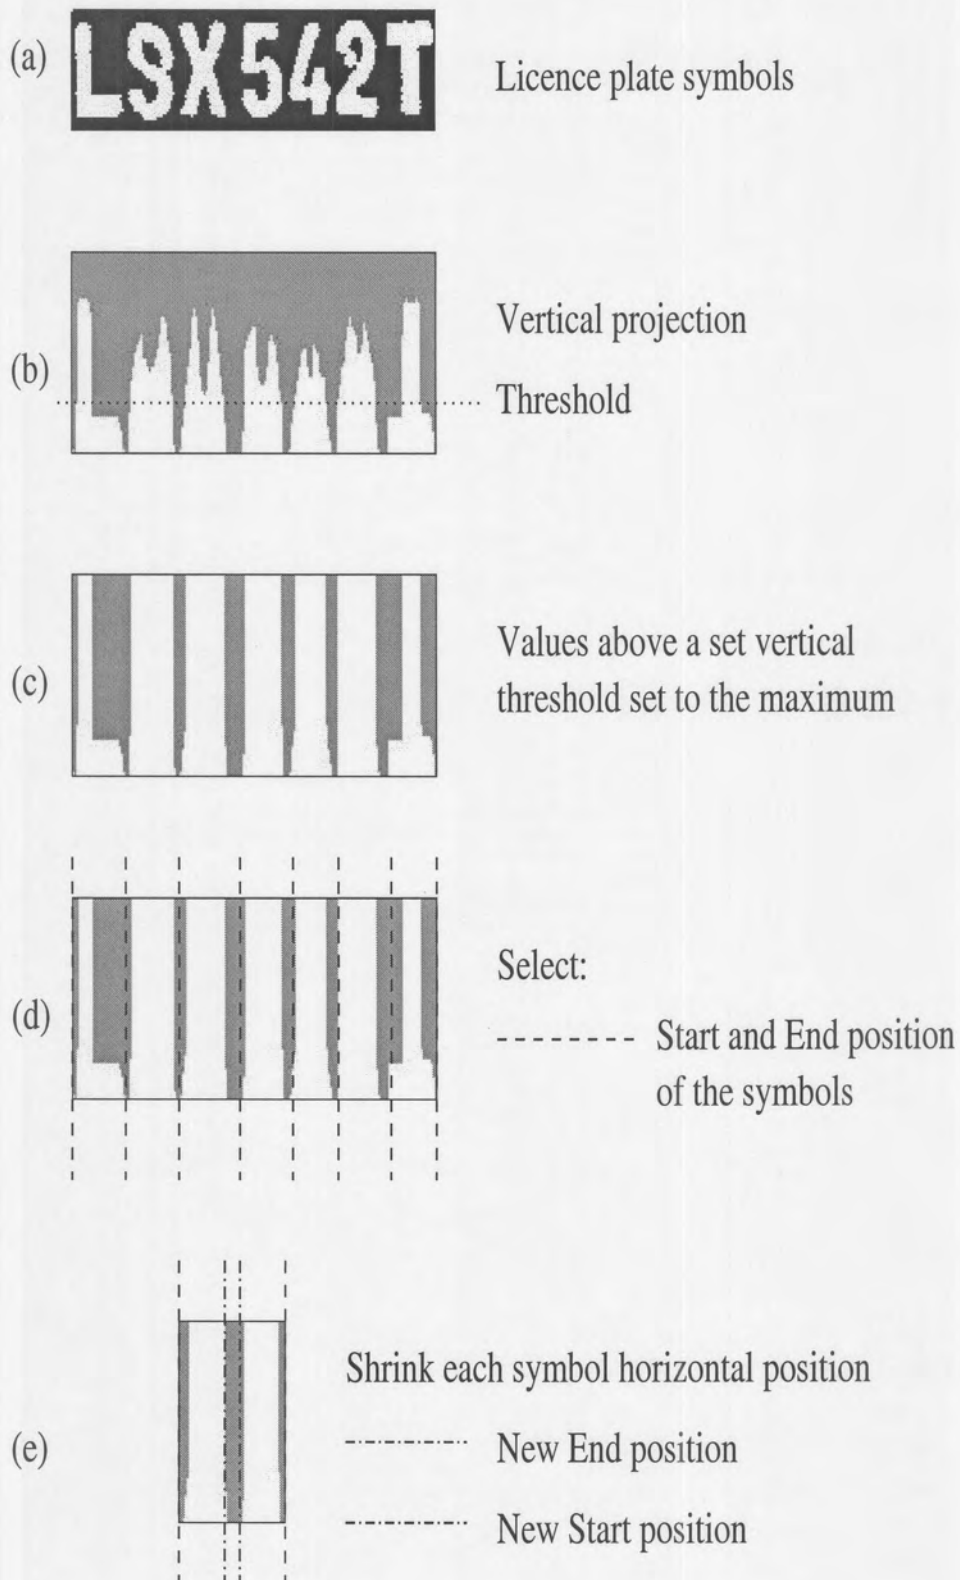 (a)
LSX542T
Licence plate symbols
(b)
Vertical projection
Threshold
(c)
Values above a set vertical
threshold set to the maximum
(d)
Select:
Start and End position
of the symbols
(e)
Shrink each symbol horizontal position
New End position
New Start position